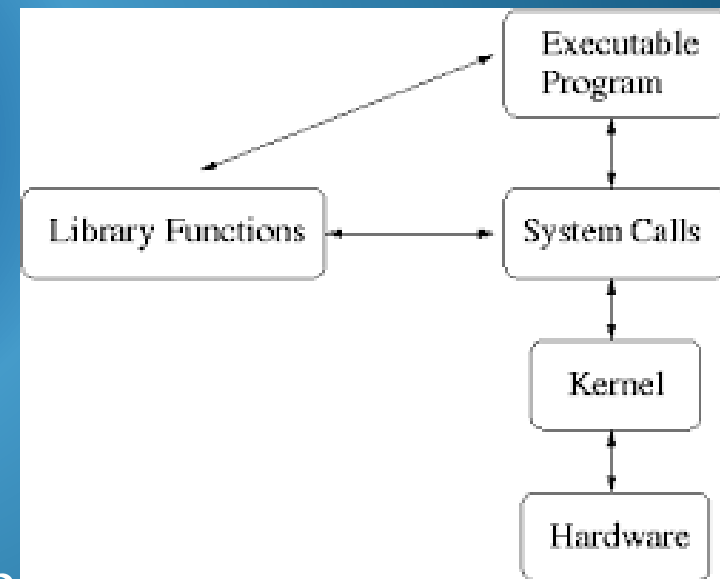 Executable
Program
Library Functions
System Calls
Kernel
Hardware